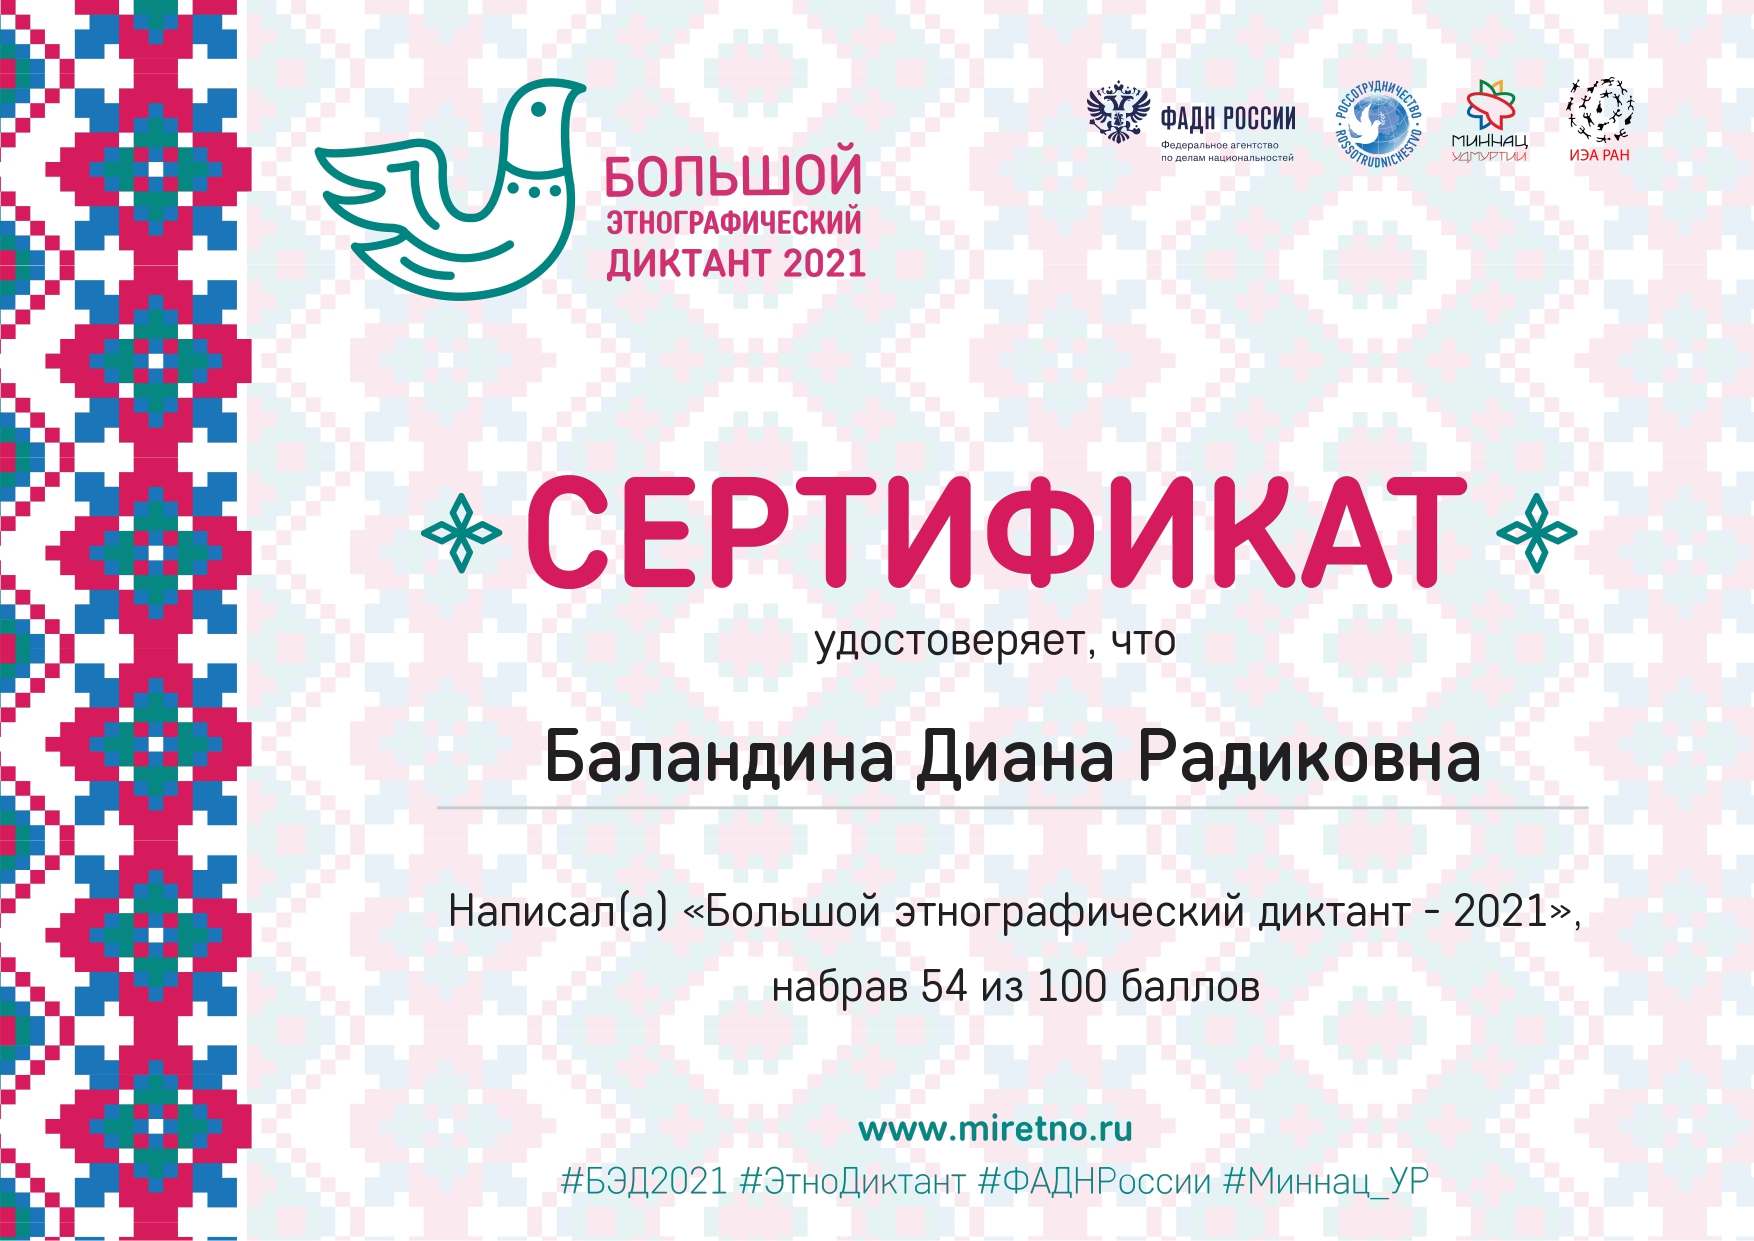 БОЛЬШОЙ
ЭТНОГРАФИЧЕСКИЙ
ДИКТАНТ 2021
ФАДН РОССИИ
Федеральное агентство
по делам национальностей
РОССОТРУДНИЧЕСТВО
ROSSOTRUDNICHESTVO
МИННАЦ
УДМУРТИИ
ИЭА РАН
СЕРТИФИКАТ
удостоверяет, что
Баландина Диана Радиковна
Написал(а) «Большой этнографический диктант - 2021»,
набрав 54 из 100 баллов
www.miretno.ru
#БЭД2021 #ЭтноДиктант #ФАДНРоссии #Миннац_УР